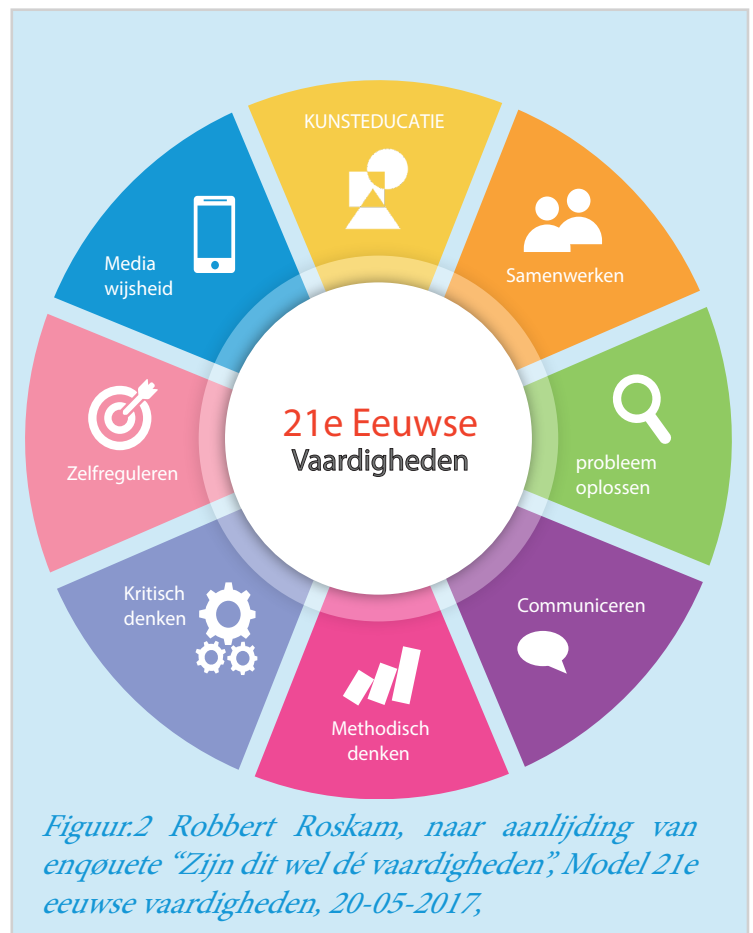 KUNSTEDUCATIE
Samenwerken
probleem
oplossen
Communiceren
Methodisch
denken
Kritisch
denken
Zelfreguleren
Media
wijsheid
21e Eeuwse
Vaardigheden
Figuur.2 Robbert Roskam, naar aanlijding van
enqøuete “Zijn dit wel dé vaardigheden”, Model 21e
eeuwse vaardigheden, 20-05-2017,